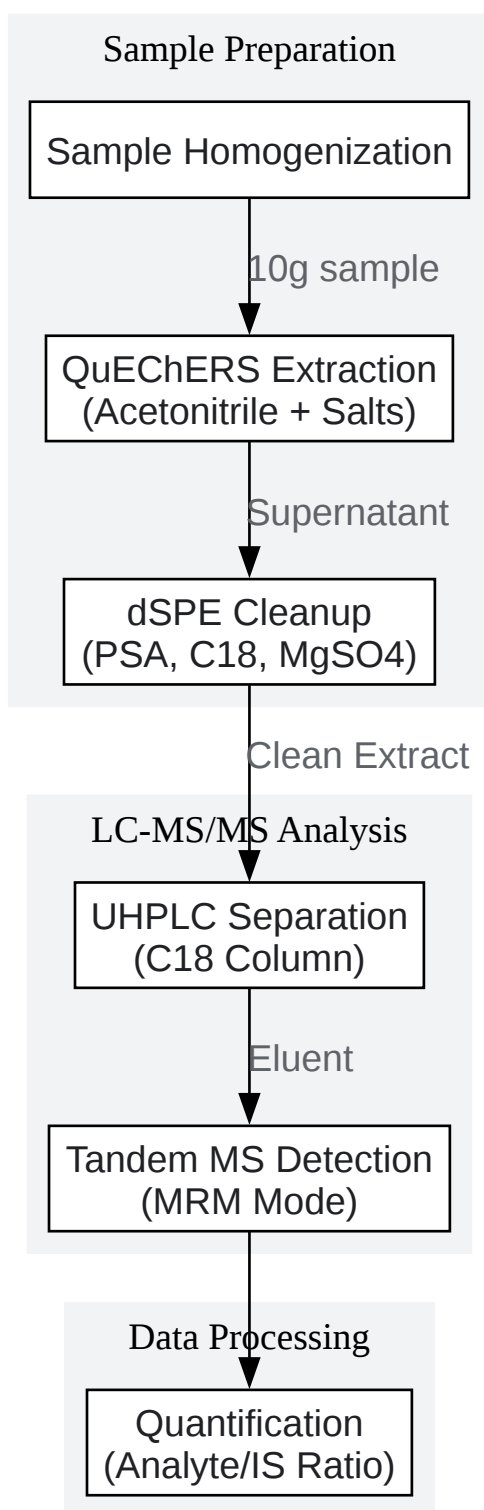 Sample Preparation
Sample Homogenization
10g sample
QuEChERS Extraction
(Acetonitrile + Salts)
Supernatant
dSPE Cleanup
(PSA, C18, MgSO4)
Clean Extract
LC-MS/MS Analysis
UHPLC Separation
(C18 Column)
Eluent
Tandem MS Detection
(MRM Mode)
Data Processing
Quantification
(Analyte/IS Ratio)